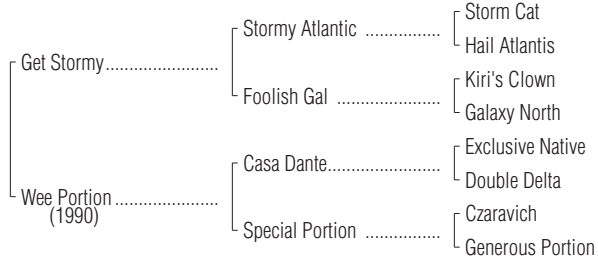 Storm Cat
Stormy Atlantic ..................
Hail Atlantis
Get Stormy...........................
Kiri's Clown
Foolish Gal .........................
Galaxy North
Exclusive Native
Casa Dante...........................
Double Delta
Wee Portion .........................
(1990)
Czaravich
Special Portion ..................
Generous Portion